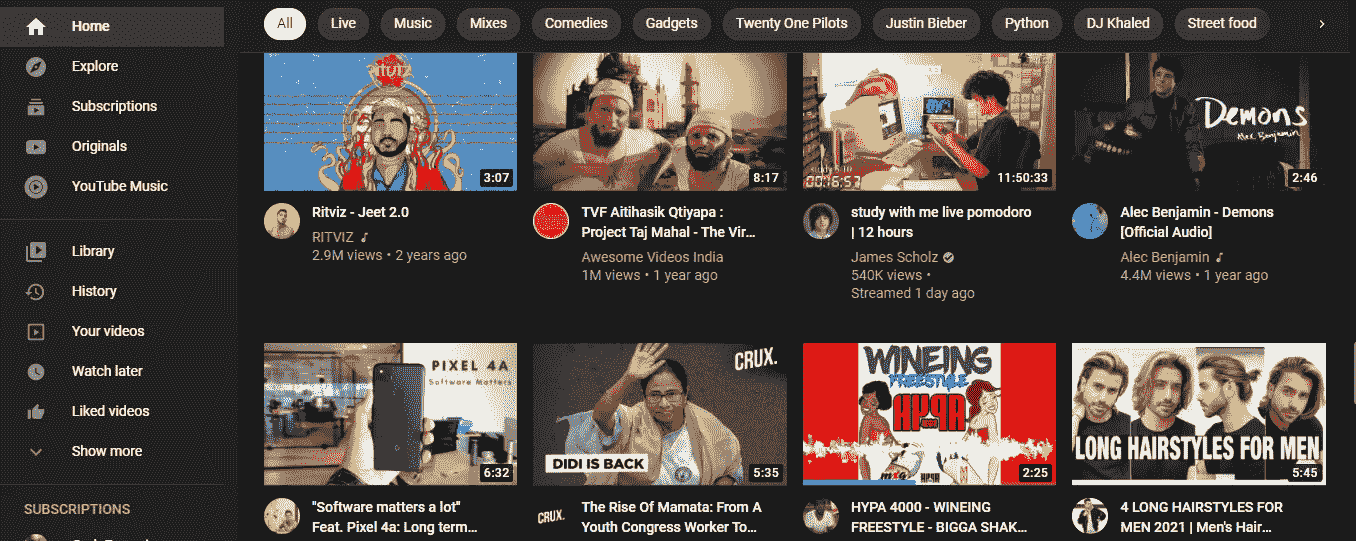 Home
Explore
Subscriptions
Originals
YouTube Music
Library
History
Your videos
Watch later
Liked videos
Show more
SUBSCRIPTIONS
All
Live
Music
Mixes
Comedies
Gadgets
Twenty One Pilots
Justin Bieber
Python
DJ Khaled
Street food
RITVIZ
3:07
Ritviz - Jeet 2.0
RITVIZ
2.9M views • 2 years ago
8:17
TVF Aitihasik Qtiyapa :
Project Taj Mahal - The Vir...
Awesome Videos India
1M views • 1 year ago
00:16:57
11:50:33
study with me live pomodoro
| 12 hours
James Scholz
540K views •
Streamed 1 day ago
Demons
Alec Benjamin
2:46
Alec Benjamin - Demons
[Official Audio]
Alec Benjamin
4.4M views • 1 year ago
PIXEL 4A
Software Matters
6:32
"Software matters a lot"
Feat. Pixel 4a: Long term...
CRUX.
DIDI IS BACK
5:35
CRUX.
The Rise Of Mamata: From A
Youth Congress Worker To...
WINEING
FREESTYLE
HYPA
2:25
HYPA 4000 - WINEING
FREESTYLE - BIGGA SHAK...
LONG HAIRSTYLES FOR MEN
5:45
4 LONG HAIRSTYLES FOR
MEN 2021 | Men's Hair...